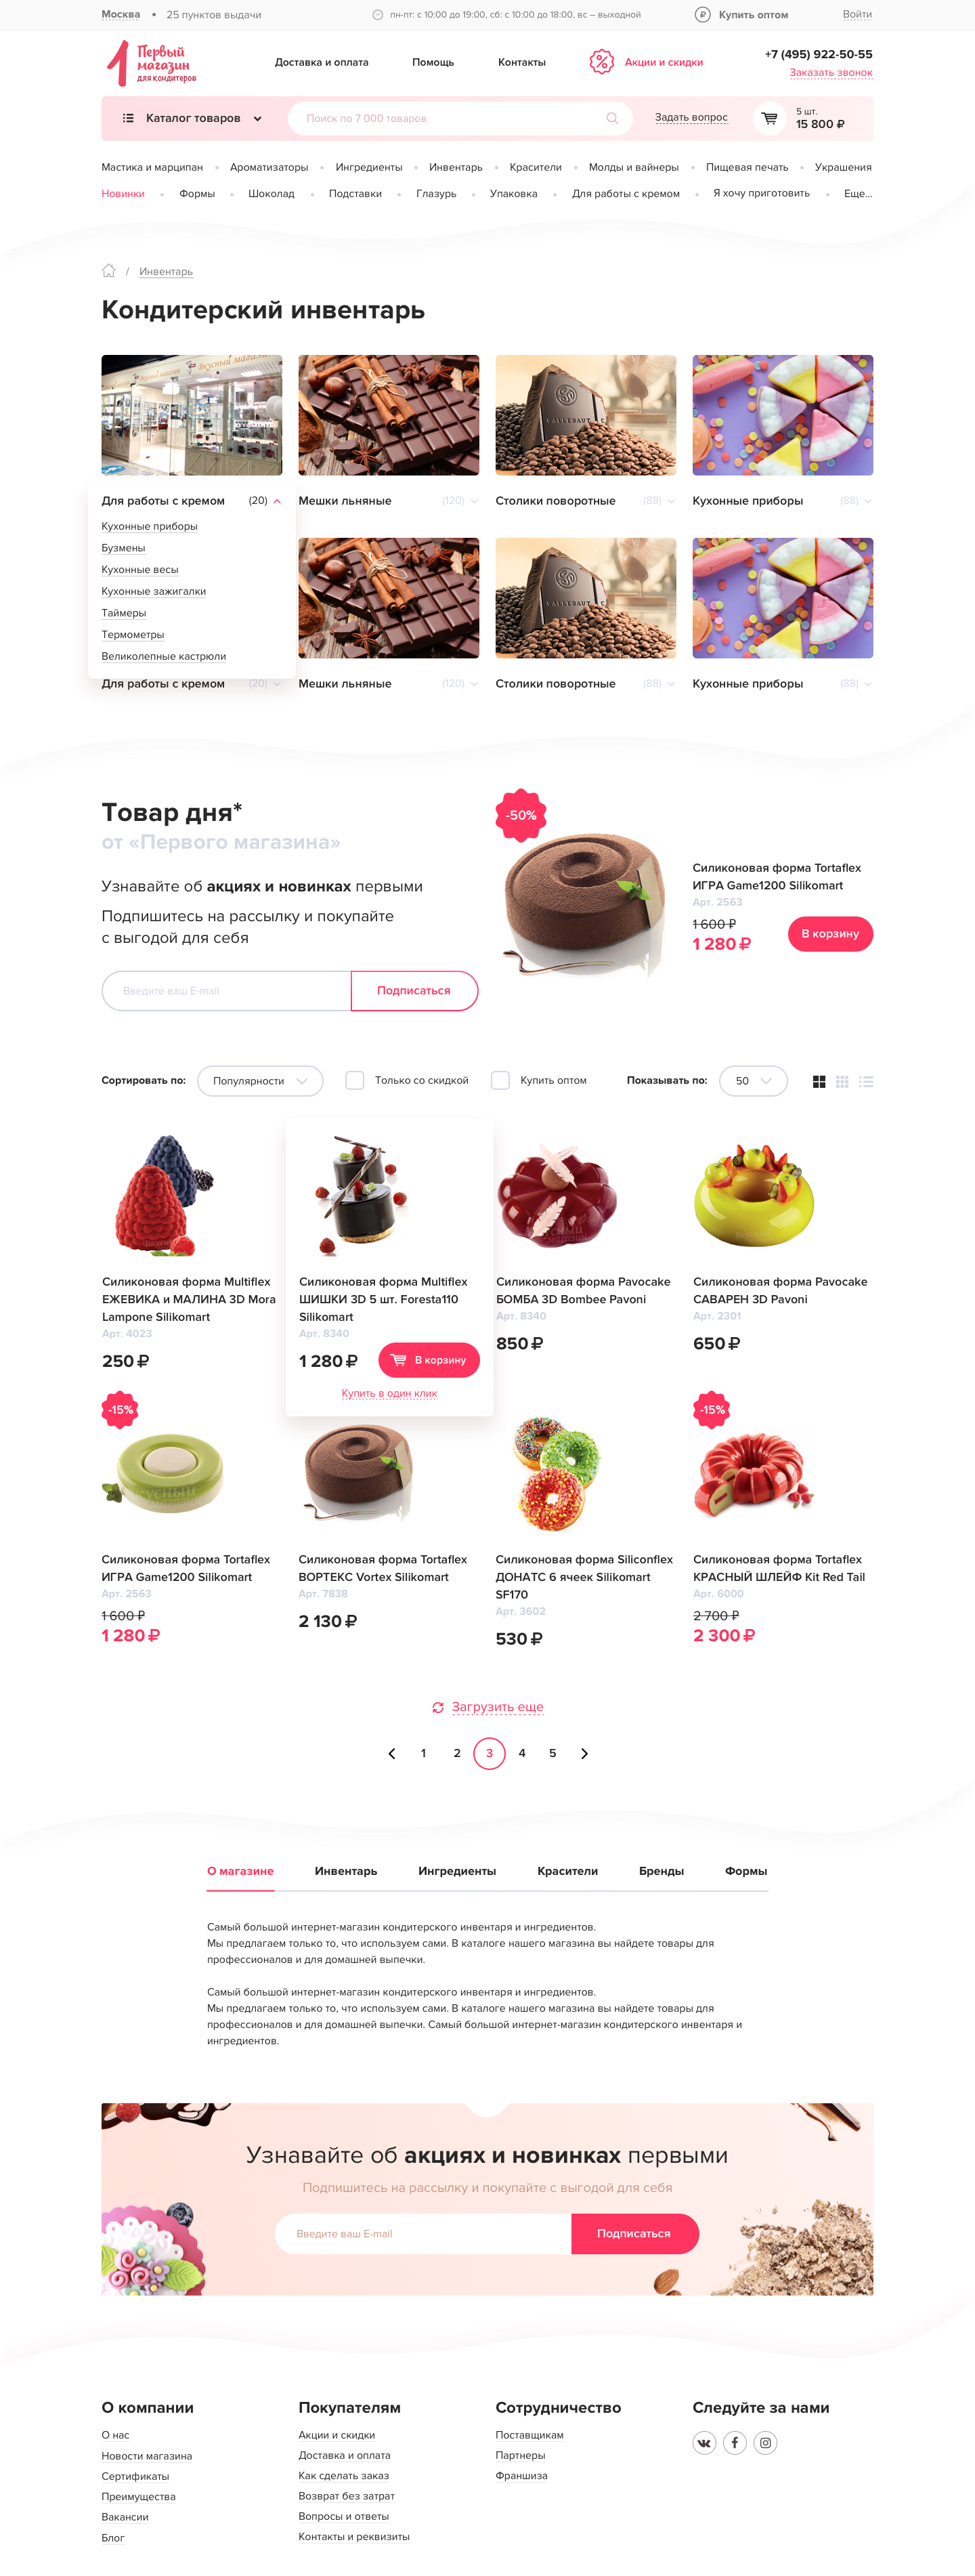 Москва • 25 пунктов выдачи
пн-пт: с 10:00 до 19:00, сб: с 10:00 до 18:00, вс – выходной
Купить оптом
Войти
1 Первый магазин для кондитеров
Доставка и оплата
Помощь
Контакты
Акции и скидки
+7 (495) 922-50-55
Заказать звонок
Каталог товаров
Поиск по 7 000 товаров
Задать вопрос
5 шт.
15 800 ₽
Мастика и марципан • Ароматизаторы • Ингредиенты • Инвентарь • Красители • Молды и вайнеры • Пищевая печать • Украшения
Новинки • Формы • Шоколад • Подставки • Глазурь • Упаковка • Для работы с кремом • Я хочу приготовить • Еще...
/ Инвентарь
Кондитерский инвентарь
Вкусный магазин
CALLEBAUT
Для работы с кремом (20)
Мешки льняные (120)
Столики поворотные (88)
Кухонные приборы (88)
Кухонные приборы
Бузмены
Кухонные весы
Кухонные зажигалки
Таймеры
Термометры
Великолепные кастрюли
CALLEBAUT
Для работы с кремом (20)
Мешки льняные (120)
Столики поворотные (88)
Кухонные приборы (88)
Товар дня*
от «Первого магазина»
Узнавайте об акциях и новинках первыми
Подпишитесь на рассылку и покупайте
с выгодой для себя
Введите ваш E-mail
Подписаться
-50%
Силиконовая форма Tortaflex
ИГРА Game1200 Silikomart
Арт. 2563
1 600 ₽
1 280 ₽
В корзину
Сортировать по:
Популярности
Только со скидкой
Купить оптом
Показывать по:
50
Силиконовая форма Multiflex
ЕЖЕВИКА и МАЛИНА 3D Mora
Lampone Silikomart
Арт. 4023
250 ₽
Силиконовая форма Multiflex
ШИШКИ 3D 5 шт. Foresta110
Silikomart
Арт. 8340
1 280 ₽
В корзину
Купить в один клик
Силиконовая форма Pavocake
БОМБА 3D Bombee Pavoni
Арт. 8340
850 ₽
Силиконовая форма Pavocake
САВАРЕН 3D Pavoni
Арт. 2301
650 ₽
-15%
Силиконовая форма Tortaflex
ИГРА Game1200 Silikomart
Арт. 2563
1 600 ₽
1 280 ₽
Силиконовая форма Tortaflex
ВОРТЕКС Vortex Silikomart
Арт. 7838
2 130 ₽
Силиконовая форма Siliconflex
ДОНАТС 6 ячеек Silikomart
SF170
Арт. 3602
530 ₽
-15%
Силиконовая форма Tortaflex
КРАСНЫЙ ШЛЕЙФ Kit Red Tail
Арт. 6000
2 700 ₽
2 300 ₽
Загрузить еще
1 2 3 4 5
О магазине
Инвентарь
Ингредиенты
Красители
Бренды
Формы
Самый большой интернет-магазин кондитерского инвентаря и ингредиентов.
Мы предлагаем только то, что используем сами. В каталоге нашего магазина вы найдете товары для
профессионалов и для домашней выпечки.
Самый большой интернет-магазин кондитерского инвентаря и ингредиентов.
Мы предлагаем только то, что используем сами. В каталоге нашего магазина вы найдете товары для
профессионалов и для домашней выпечки. Самый большой интернет-магазин кондитерского инвентаря и
ингредиентов.
Узнавайте об акциях и новинках первыми
Подпишитесь на рассылку и покупайте с выгодой для себя
Введите ваш E-mail
Подписаться
О компании
О нас
Новости магазина
Сертификаты
Преимущества
Вакансии
Блог
Покупателям
Акции и скидки
Доставка и оплата
Как сделать заказ
Возврат без затрат
Вопросы и ответы
Контакты и реквизиты
Сотрудничество
Поставщикам
Партнеры
Франшиза
Следуйте за нами